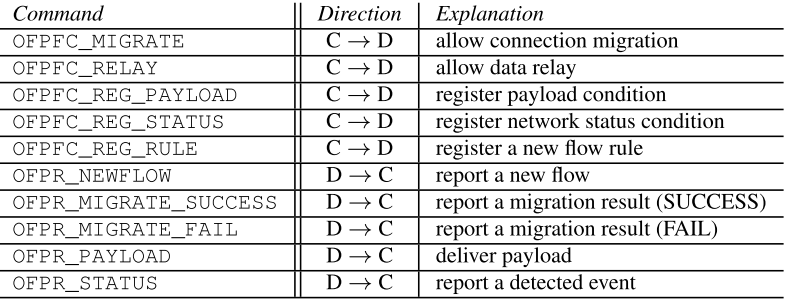 Command Direction Explanation
OFPFC_MIGRATE C → D allow connection migration
OFPFC_RELAY C → D allow data relay
OFPFC_REG_PAYLOAD C → D register payload condition
OFPFC_REG_STATUS C → D register network status condition
OFPFC_REG_RULE C → D register a new flow rule
OFPR_NEWFLOW D → C report a new flow
OFPR_MIGRATE_SUCCESS D → C report a migration result (SUCCESS)
OFPR_MIGRATE_FAIL D → C report a migration result (FAIL)
OFPR_PAYLOAD D → C deliver payload
OFPR_STATUS D → C report a detected event